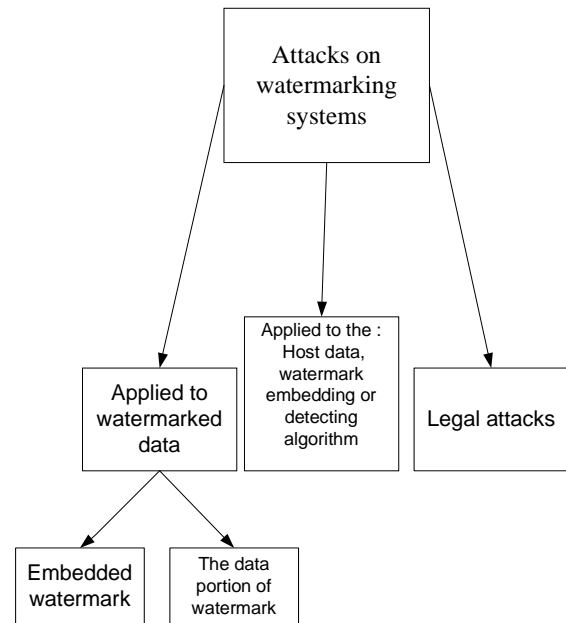 Attacks on
watermarking
systems
Applied to the :
Host data,
watermark
embedding or
detecting
algorithm
Applied to
watermarked
data
Legal attacks
Embedded
watermark
The data
portion of
watermark